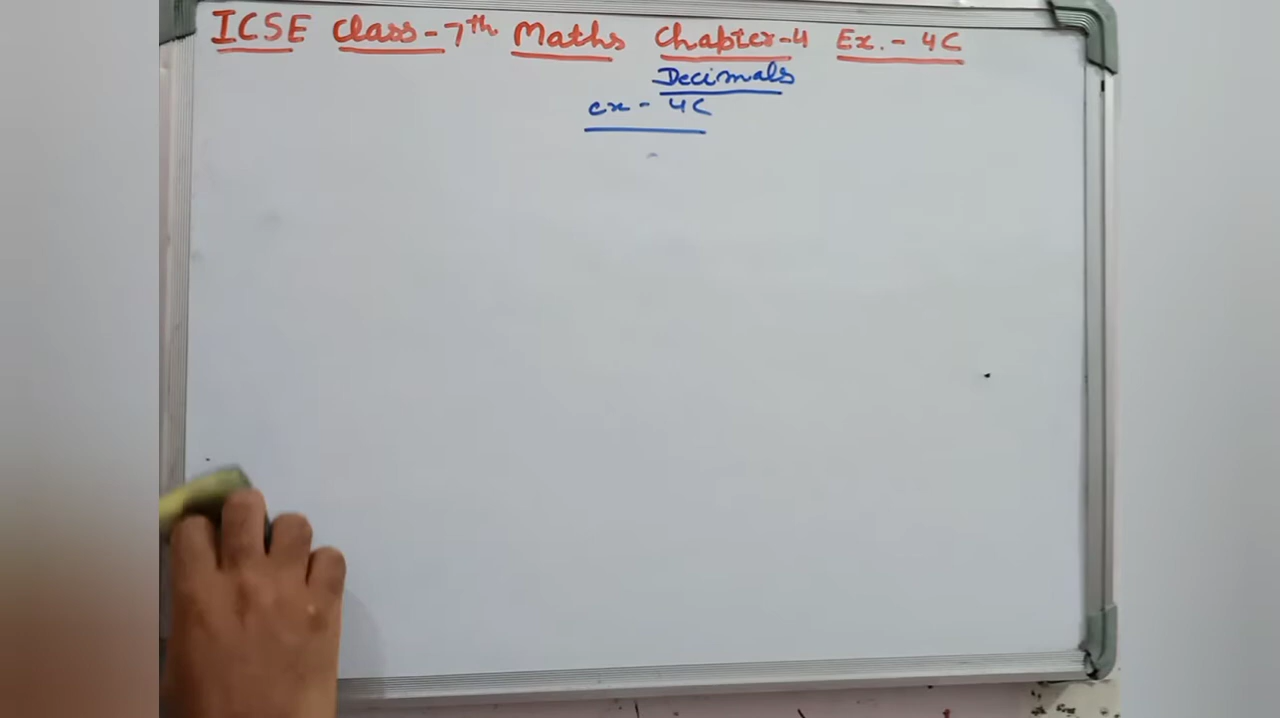 ICSE Class-7th Maths Chapter-4 Ex.- 4C
Decimals
ex - 4C